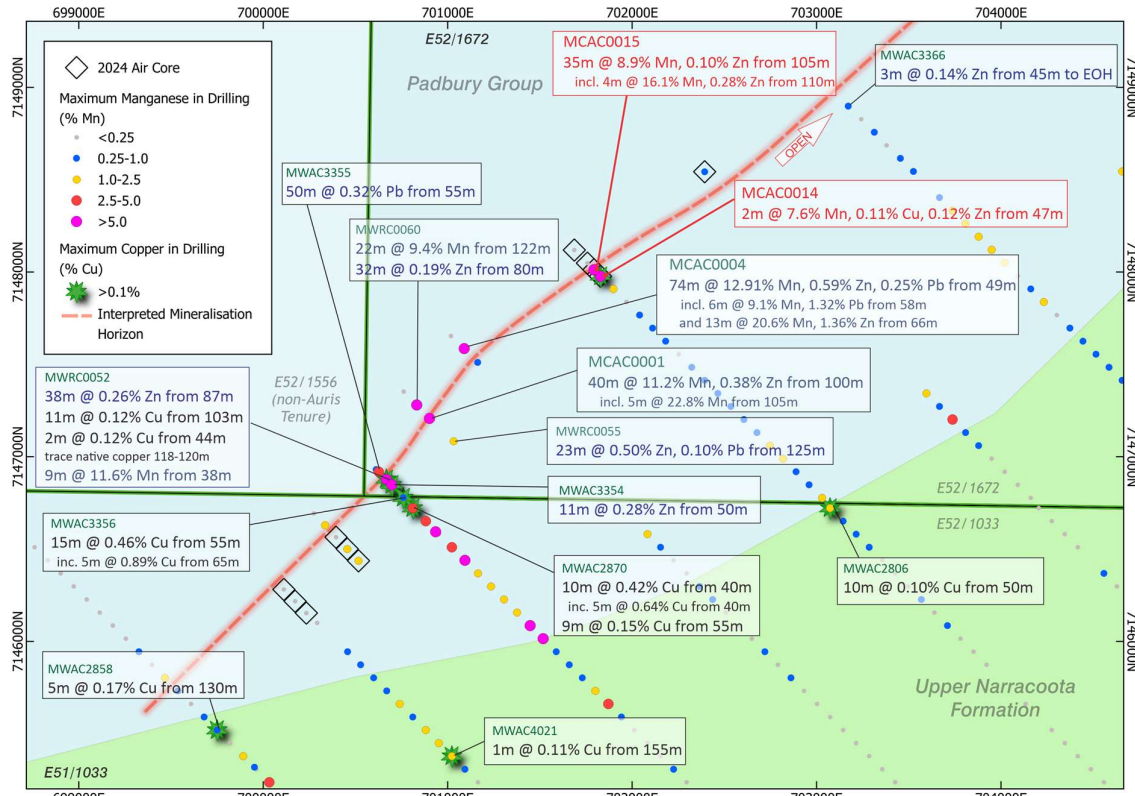 699000E 700000E 701000E 702000E 703000E 704000E
7149000N
7148000N
7147000N
7146000N
2024 Air Core
Maximum Manganese in Drilling
(% Mn)
<0.25
0.25-1.0
1.0-2.5
2.5-5.0
>5.0
Maximum Copper in Drilling
(% Cu)
>0.1%
Interpreted Mineralisation
Horizon
E52/1672
Padbury Group
MCAC0015
35m @ 8.9% Mn, 0.10% Zn from 105m
incl. 4m @ 16.1% Mn, 0.28% Zn from 110m
MWAC3366
3m @ 0.14% Zn from 45m to EOH
OPEN
MWAC3355
50m @ 0.32% Pb from 55m
MCAC0014
2m @ 7.6% Mn, 0.11% Cu, 0.12% Zn from 47m
MWRC0060
22m @ 9.4% Mn from 122m
32m @ 0.19% Zn from 80m
MCAC0004
74m @ 12.91% Mn, 0.59% Zn, 0.25% Pb from 49m
incl. 6m @ 9.1% Mn, 1.32% Pb from 58m
and 13m @ 20.6% Mn, 1.36% Zn from 66m
MCAC0001
40m @ 11.2% Mn, 0.38% Zn from 100m
incl. 5m @ 22.8% Mn from 105m
E52/1556
(non-Auris
Tenure)
MWRC0052
38m @ 0.26% Zn from 87m
11m @ 0.12% Cu from 103m
2m @ 0.12% Cu from 44m
trace native copper 118-120m
9m @ 11.6% Mn from 38m
MWRC0055
23m @ 0.50% Zn, 0.10% Pb from 125m
MWAC3354
11m @ 0.28% Zn from 50m
E52/1672
E52/1033
MWAC3356
15m @ 0.46% Cu from 55m
inc. 5m @ 0.89% Cu from 65m
MWAC2870
10m @ 0.42% Cu from 40m
inc. 5m @ 0.64% Cu from 40m
9m @ 0.15% Cu from 55m
MWAC2806
10m @ 0.10% Cu from 50m
MWAC2858
5m @ 0.17% Cu from 130m
Upper Narracoota
Formation
MWAC4021
1m @ 0.11% Cu from 155m
E51/1033
7149000N
7148000N
7147000N
7146000N
699000E 700000E 701000E 702000E 703000E 704000E